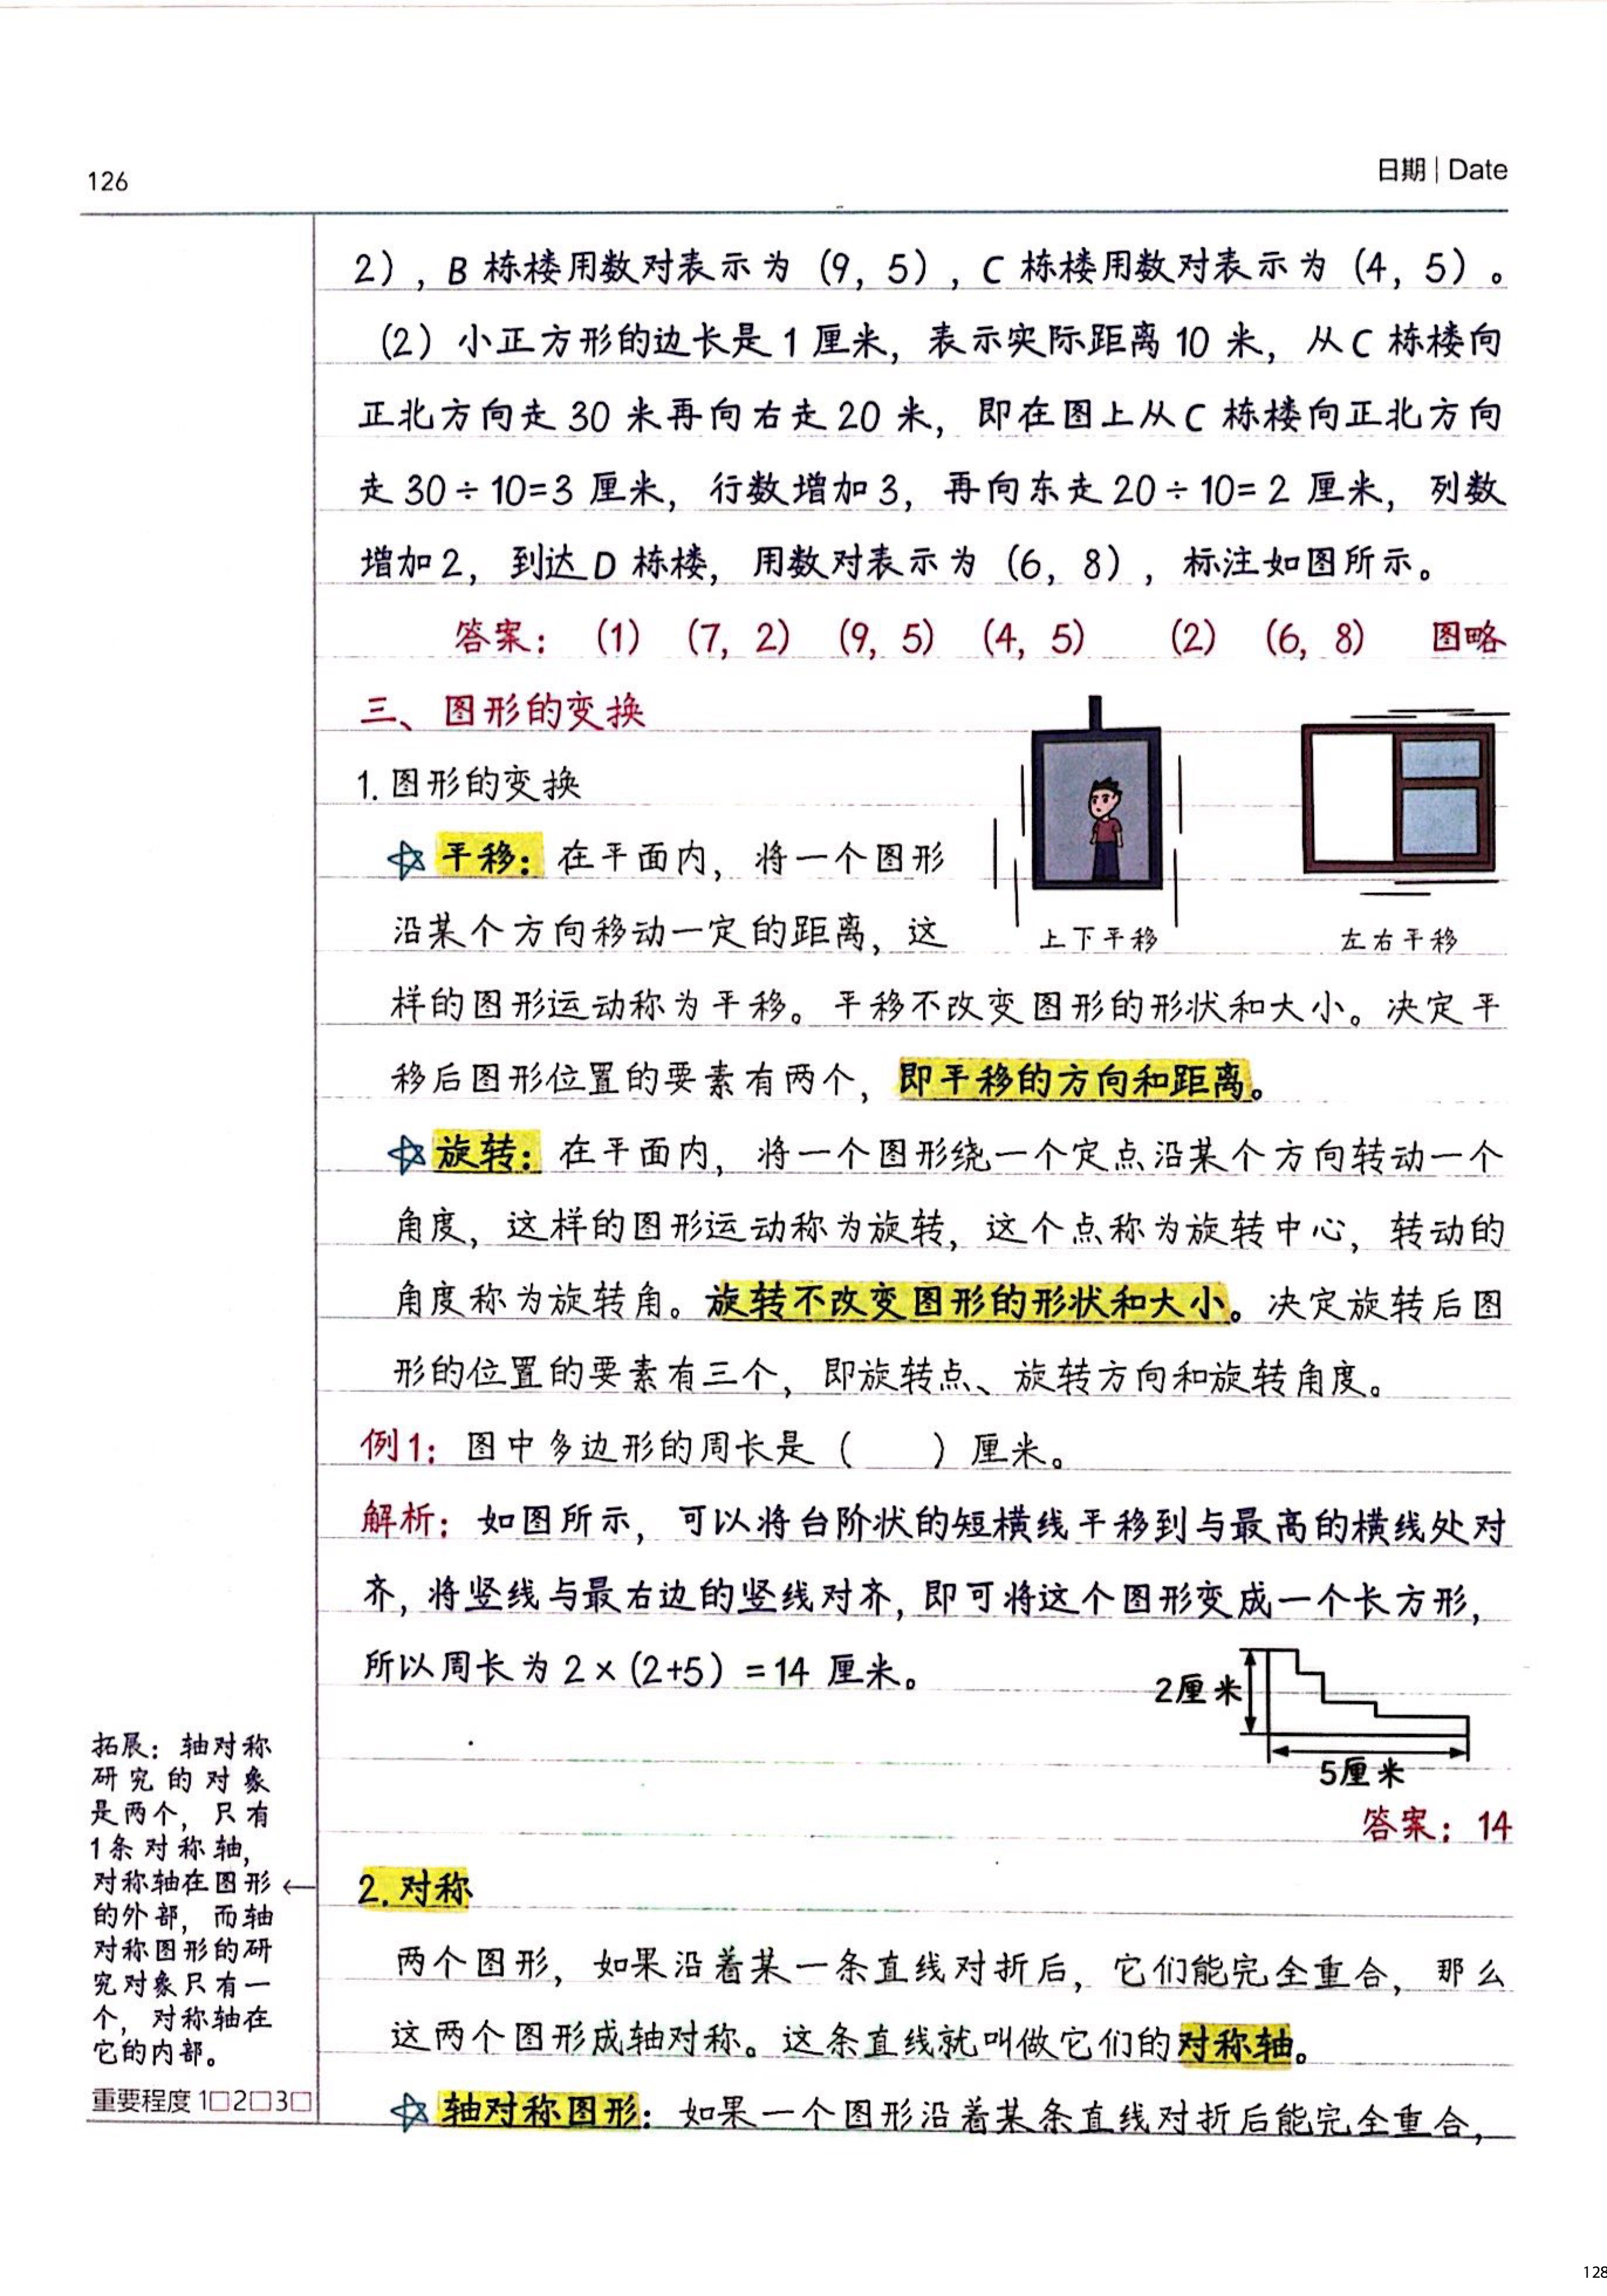 126
日期 | Date
2），B 栋楼用数对表示为（9，5），C 栋楼用数对表示为（4，5）。
（2）小正方形的边长是 1 厘米，表示实际距离 10 米，从 C 栋楼向
正北方向走 30 米再向右走 20 米，即在图上从 C 栋楼向正北方向
走 30÷10=3 厘米，行数增加 3，再向东走 20÷10=2 厘米，列数
增加 2，到达 D 栋楼，用数对表示为（6，8），标注如图所示。
答案：（1）（7，2）（9，5）（4，5）（2）（6，8） 图略
三、图形的变换
1. 图形的变换
☆ 平移：在平面内，将一个图形
沿某个方向移动一定的距离，这
上下平移
左右平移
样的图形运动称为平移。平移不改变图形的形状和大小。决定平
移后图形位置的要素有两个，即平移的方向和距离。
☆ 旋转：在平面内，将一个图形绕一个定点沿某个方向转动一个
角度，这样的图形运动称为旋转，这个点称为旋转中心，转动的
角度称为旋转角。旋转不改变图形的形状和大小。决定旋转后图
形的位置的要素有三个，即旋转点、旋转方向和旋转角度。
例1：图中多边形的周长是（ ）厘米。
解析：如图所示，可以将台阶状的短横线平移到与最高的横线处对
齐，将竖线与最右边的竖线对齐，即可将这个图形变成一个长方形，
所以周长为 2×（2+5）=14 厘米。
2厘米
5厘米
答案：14
拓展：轴对称
研究的对象
是两个，只有
1条对称轴，
对称轴在图形
的外部，而轴
对称图形的研
究对象只有一
个，对称轴在
它的内部。
2. 对称
两个图形，如果沿着某一条直线对折后，它们能完全重合，那么
这两个图形成轴对称。这条直线就叫做它们的对称轴。
☆ 轴对称图形：如果一个图形沿着某条直线对折后能完全重合，
重要程度 1□2□3□
128